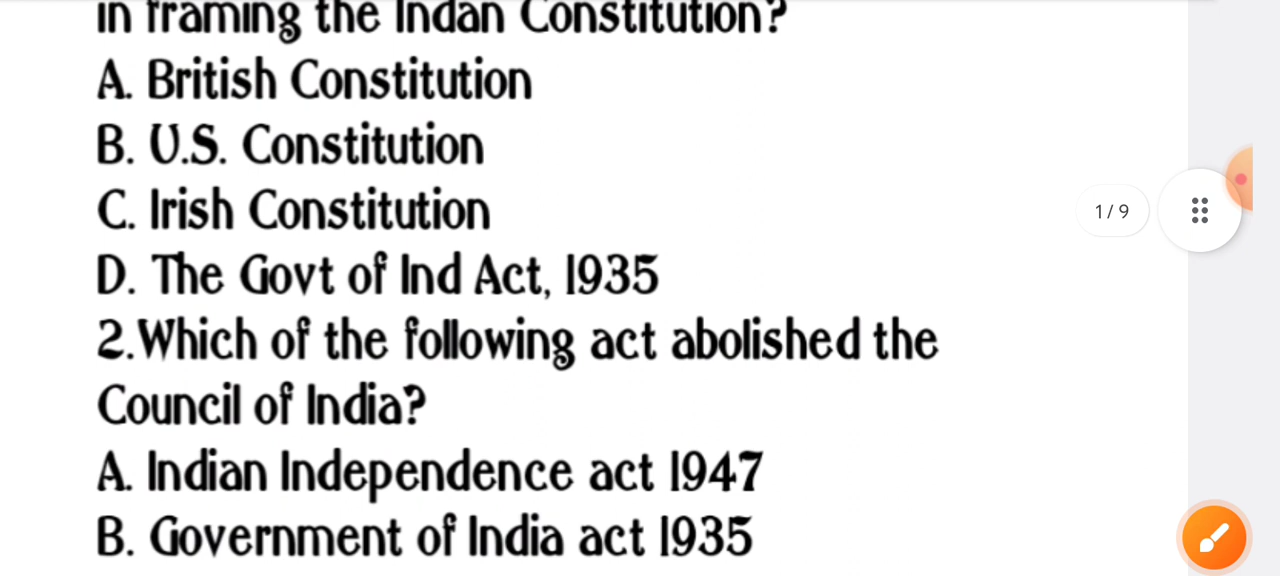 in framing the Indan Constitution?
A. British Constitution
B. U.S. Constitution
C. Irish Constitution
1/9
D. The Govt of Ind Act, 1935
2.Which of the following act abolished the
Council of India?
A. Indian Independence act 1947
B. Government of India act 1935